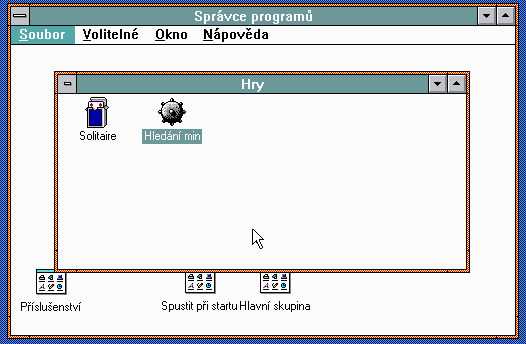 Správce programů
Soubor Volitelné Okno Nápověda
Hry
Solitaire Hledání min
Příslušenství Spustit při startu Hlavní skupina